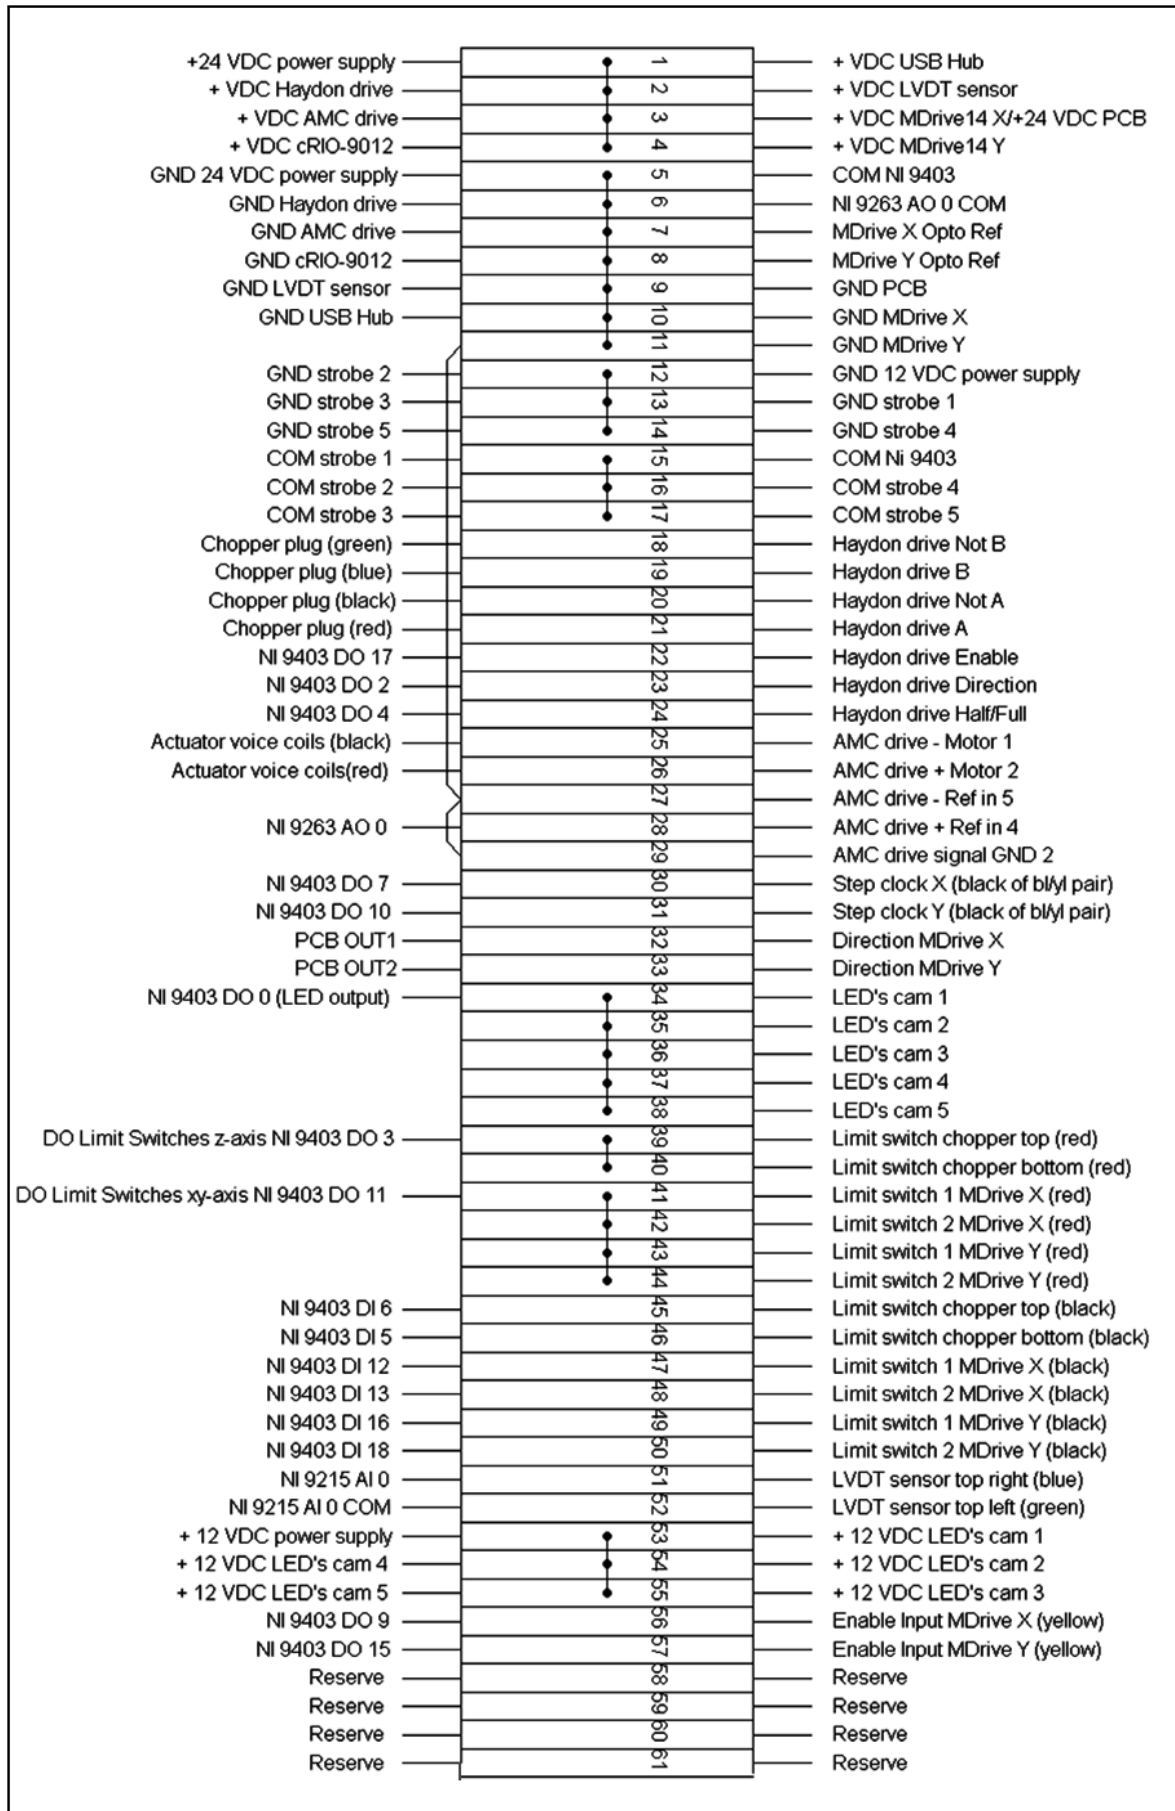 +24 VDC power supply 1 + VDC USB Hub
+ VDC Haydon drive 2 + VDC LVDT sensor
+ VDC AMC drive 3 + VDC MDrive14 X/+24 VDC PCB
+ VDC cRIO-9012 4 + VDC MDrive14 Y
GND 24 VDC power supply 5 COM NI 9403
GND Haydon drive 6 NI 9263 AO 0 COM
GND AMC drive 7 MDrive X Opto Ref
GND cRIO-9012 8 MDrive Y Opto Ref
GND LVDT sensor 9 GND PCB
GND USB Hub 10 GND MDrive X
11 GND MDrive Y
GND strobe 2 12 GND 12 VDC power supply
GND strobe 3 13 GND strobe 1
GND strobe 5 14 GND strobe 4
COM strobe 1 15 COM Ni 9403
COM strobe 2 16 COM strobe 4
COM strobe 3 17 COM strobe 5
Chopper plug (green) 18 Haydon drive Not B
Chopper plug (blue) 19 Haydon drive B
Chopper plug (black) 20 Haydon drive Not A
Chopper plug (red) 21 Haydon drive A
NI 9403 DO 17 22 Haydon drive Enable
NI 9403 DO 2 23 Haydon drive Direction
NI 9403 DO 4 24 Haydon drive Half/Full
Actuator voice coils (black) 25 AMC drive - Motor 1
Actuator voice coils(red) 26 AMC drive + Motor 2
27 AMC drive - Ref in 5
NI 9263 AO 0 28 AMC drive + Ref in 4
29 AMC drive signal GND 2
NI 9403 DO 7 30 Step clock X (black of bl/yl pair)
NI 9403 DO 10 31 Step clock Y (black of bl/yl pair)
PCB OUT1 32 Direction MDrive X
PCB OUT2 33 Direction MDrive Y
NI 9403 DO 0 (LED output) 34 LED's cam 1
35 LED's cam 2
36 LED's cam 3
37 LED's cam 4
38 LED's cam 5
DO Limit Switches z-axis NI 9403 DO 3 39 Limit switch chopper top (red)
40 Limit switch chopper bottom (red)
DO Limit Switches xy-axis NI 9403 DO 11 41 Limit switch 1 MDrive X (red)
42 Limit switch 2 MDrive X (red)
43 Limit switch 1 MDrive Y (red)
44 Limit switch 2 MDrive Y (red)
NI 9403 DI 6 45 Limit switch chopper top (black)
NI 9403 DI 5 46 Limit switch chopper bottom (black)
NI 9403 DI 12 47 Limit switch 1 MDrive X (black)
NI 9403 DI 13 48 Limit switch 2 MDrive X (black)
NI 9403 DI 16 49 Limit switch 1 MDrive Y (black)
NI 9403 DI 18 50 Limit switch 2 MDrive Y (black)
NI 9215 AI 0 51 LVDT sensor top right (blue)
NI 9215 AI 0 COM 52 LVDT sensor top left (green)
+ 12 VDC power supply 53 + 12 VDC LED's cam 1
+ 12 VDC LED's cam 4 54 + 12 VDC LED's cam 2
+ 12 VDC LED's cam 5 55 + 12 VDC LED's cam 3
NI 9403 DO 9 56 Enable Input MDrive X (yellow)
NI 9403 DO 15 57 Enable Input MDrive Y (yellow)
Reserve 58 Reserve
Reserve 59 Reserve
Reserve 60 Reserve
Reserve 61 Reserve